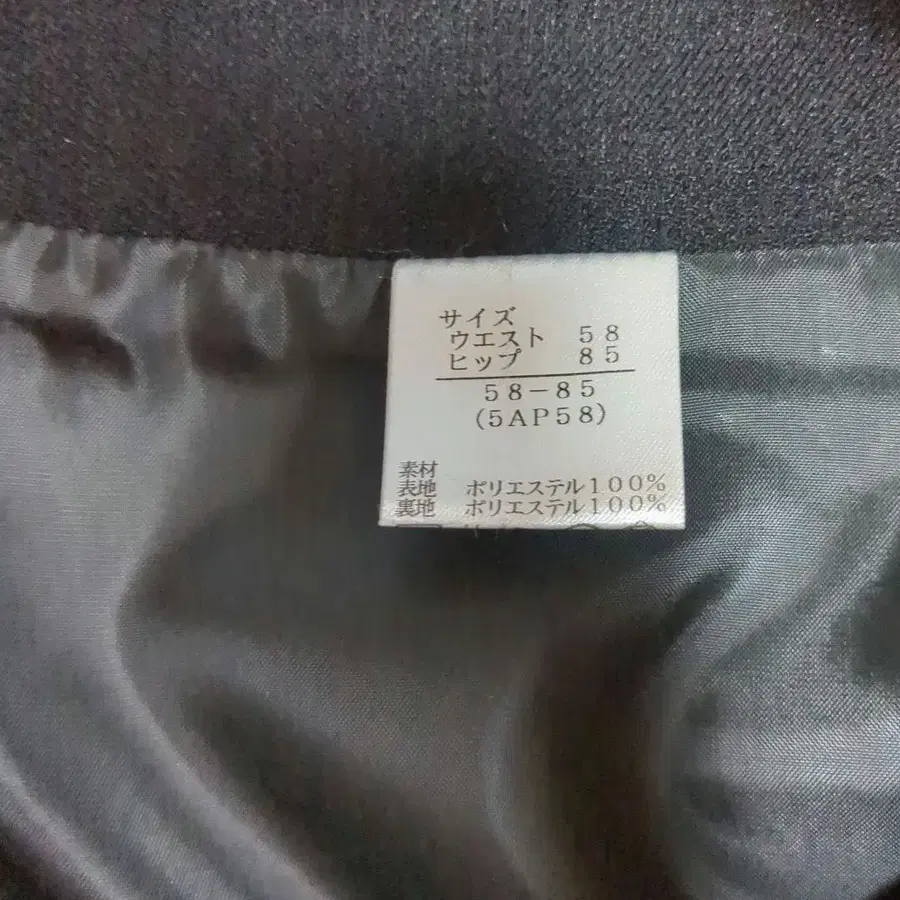 サイズ
ウエスト 58
ヒップ 85
58-85
(5AP58)
素材
表地 ポリエステル100%
裏地 ポリエステル100%